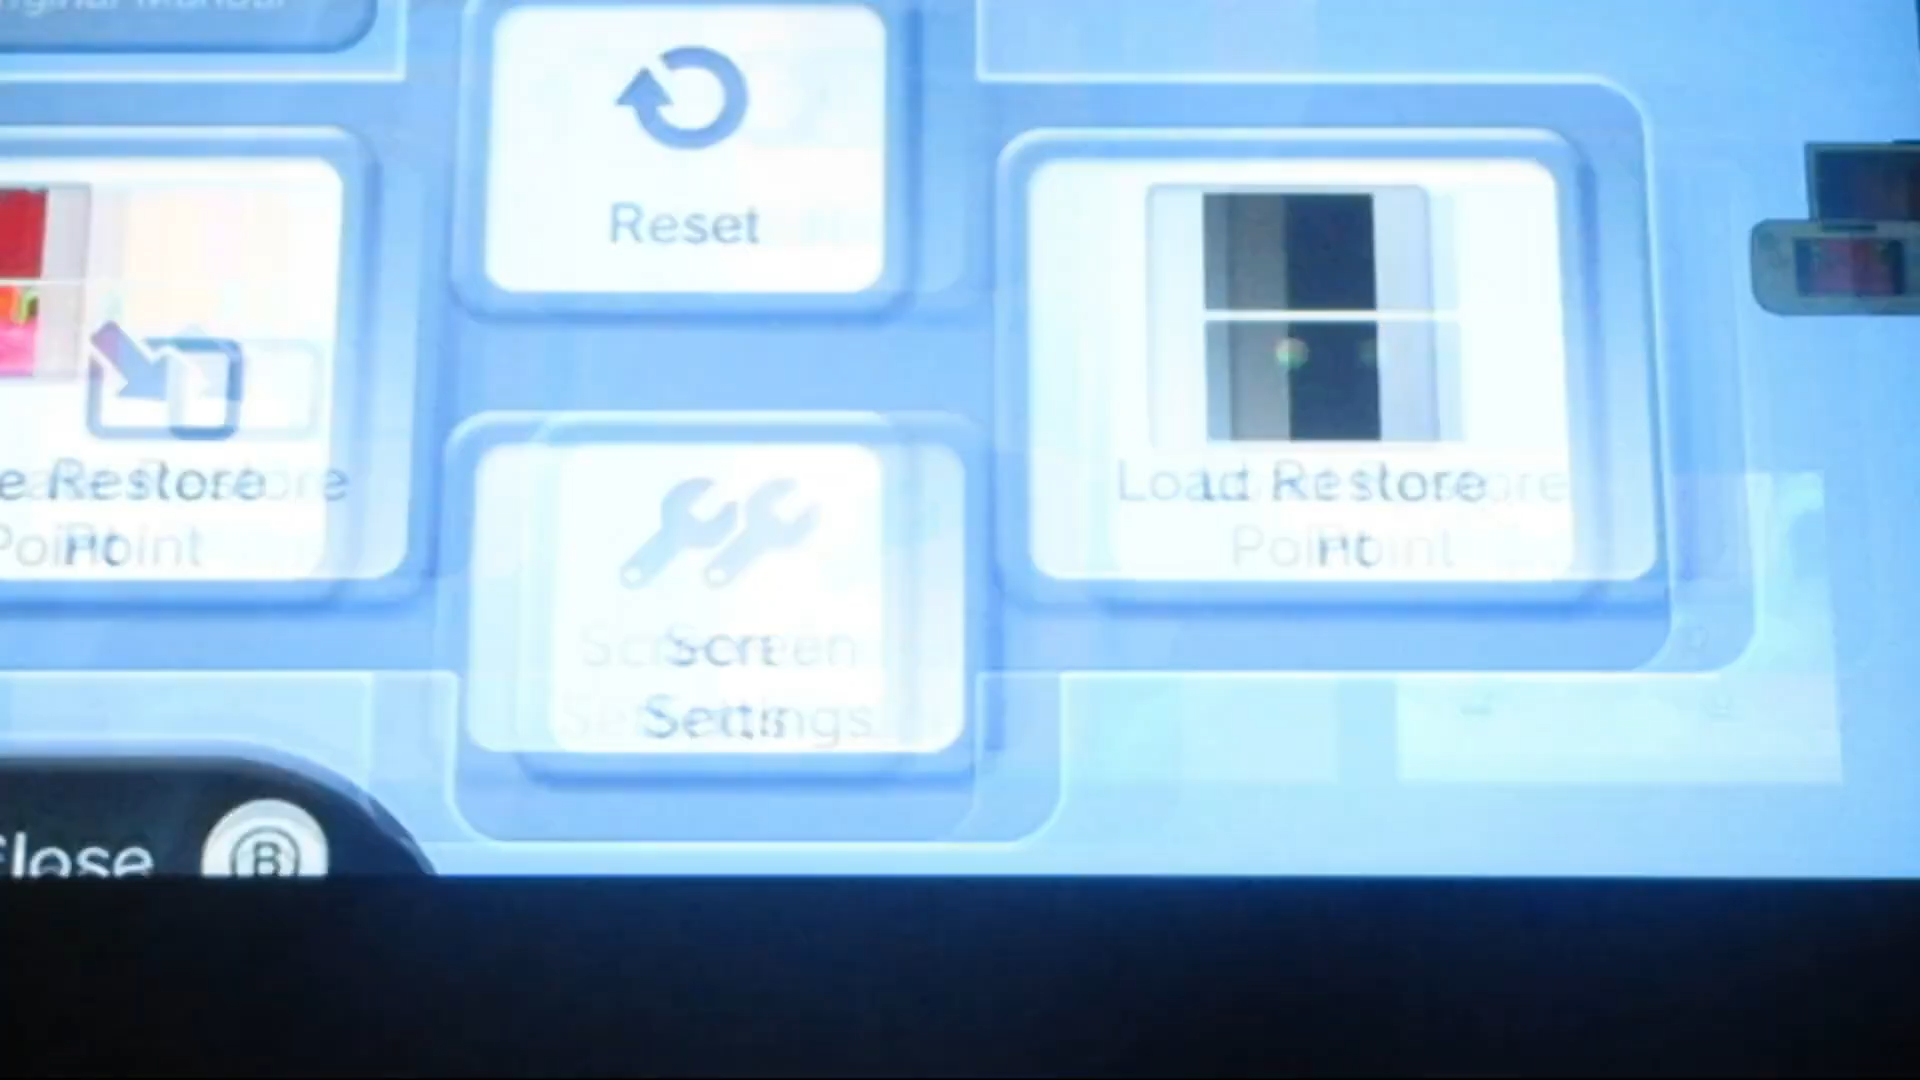 Reset
Restore
Point
Load Restore
Point
Screen
Settings
Close B